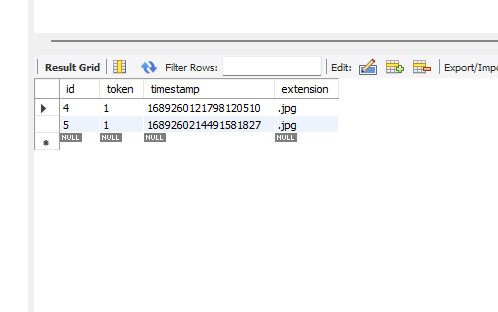 Result Grid Filter Rows: Edit: Export/Impo
id token timestamp extension
4 1 1689260121798120510 .jpg
5 1 1689260214491581827 .jpg
NULL NULL NULL NULL